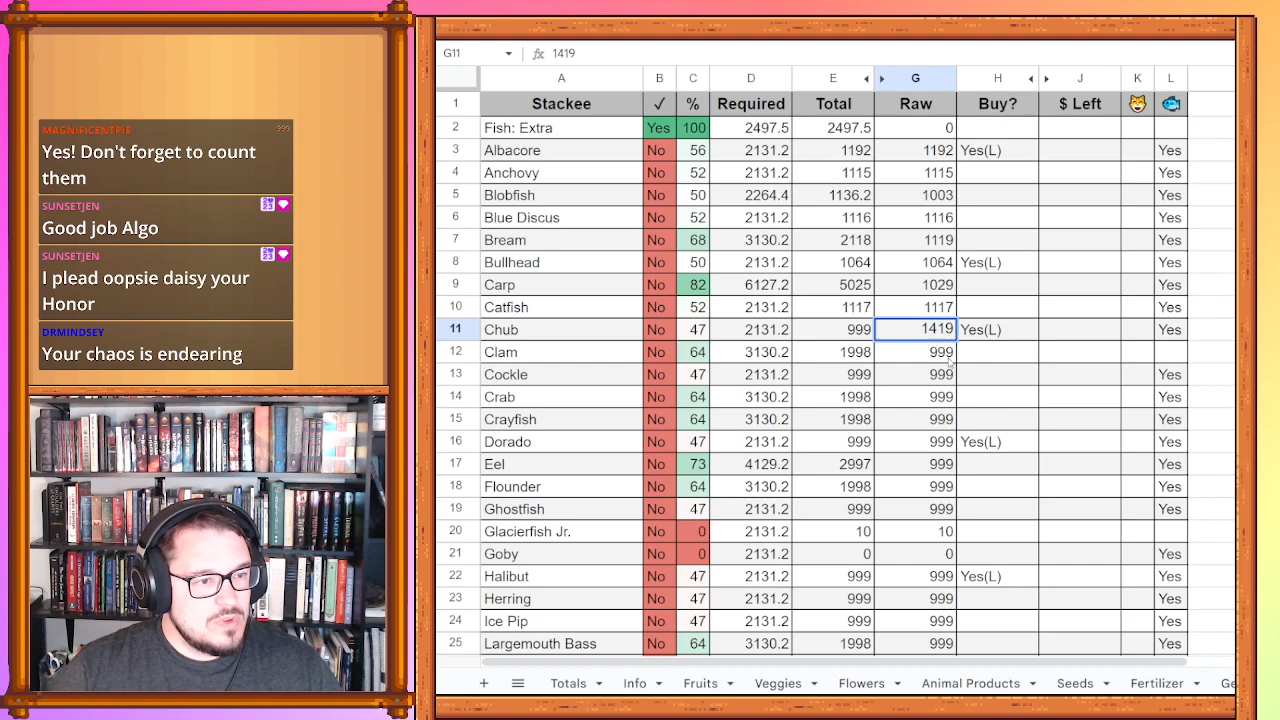 MAGNIFICENTPIE 999
Yes! Don't forget to count
them
SUNSETJEN
Good job Algo
SUNSETJEN
I plead oopsie daisy your
Honor
DRMINDSEY
Your chaos is endearing
G11 fx 1419
A B C D E G H J K L
1 Stackee ✓ % Required Total Raw Buy? $ Left
2 Fish: Extra Yes 100 2497.5 2497.5 0
3 Albacore No 56 2131.2 1192 1192 Yes(L) Yes
4 Anchovy No 52 2131.2 1115 1115 Yes
5 Blobfish No 50 2264.4 1136.2 1003 Yes
6 Blue Discus No 52 2131.2 1116 1116 Yes
7 Bream No 68 3130.2 2118 1119 Yes
8 Bullhead No 50 2131.2 1064 1064 Yes(L) Yes
9 Carp No 82 6127.2 5025 1029 Yes
10 Catfish No 52 2131.2 1117 1117 Yes
11 Chub No 47 2131.2 999 1419 Yes(L) Yes
12 Clam No 64 3130.2 1998 999
13 Cockle No 47 2131.2 999 999 Yes
14 Crab No 64 3130.2 1998 999 Yes
15 Crayfish No 64 3130.2 1998 999 Yes
16 Dorado No 47 2131.2 999 999 Yes(L) Yes
17 Eel No 73 4129.2 2997 999 Yes
18 Flounder No 64 3130.2 1998 999 Yes
19 Ghostfish No 47 2131.2 999 999 Yes
20 Glacierfish Jr. No 0 2131.2 10 10
21 Goby No 0 2131.2 0 0 Yes
22 Halibut No 47 2131.2 999 999 Yes(L) Yes
23 Herring No 47 2131.2 999 999 Yes
24 Ice Pip No 47 2131.2 999 999 Yes
25 Largemouth Bass No 64 3130.2 1998 999 Yes
+ Totals Info Fruits Veggies Flowers Animal Products Seeds Fertilizer Ge